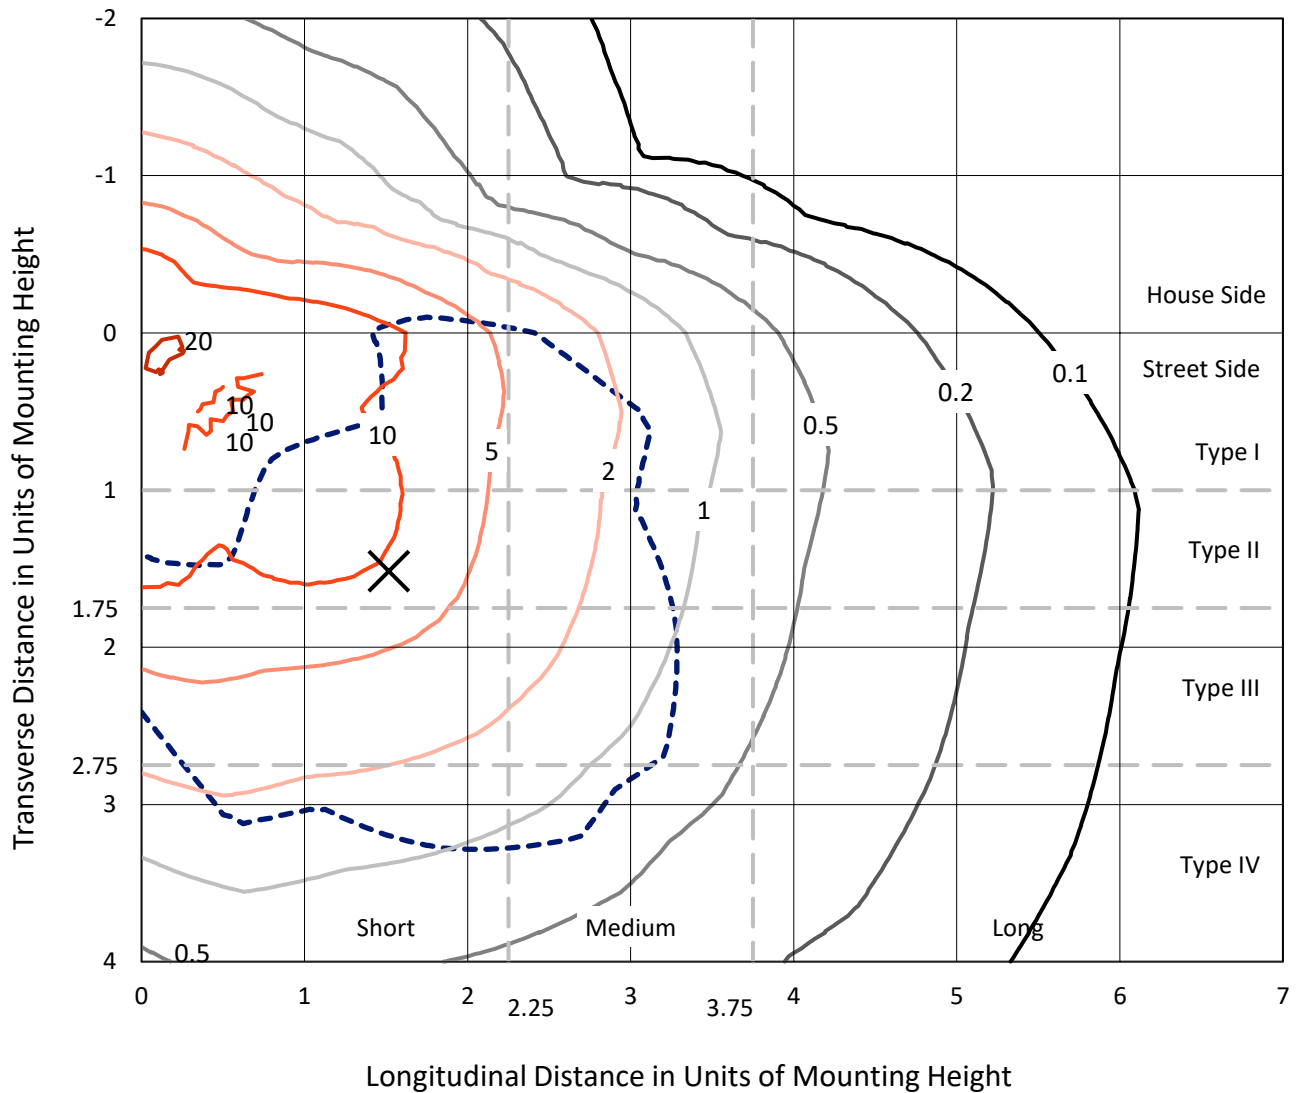 -2
-1
0
1
1.75
2
2.75
3
4
Transverse Distance in Units of Mounting Height
House Side
Street Side
Type I
Type II
Type III
Type IV
20
10
10
10
10
5
2
1
0.5
0.2
0.1
0.5
Short
Medium
Long
0
1
2
2.25
3
3.75
4
5
6
7
Longitudinal Distance in Units of Mounting Height